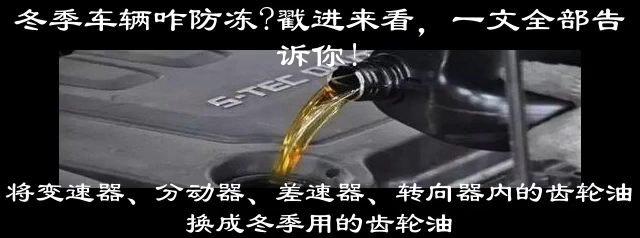 冬季车辆咋防冻?戳进来看，一文全部告
诉你!
S-TEC
将变速器、分动器、差速器、转向器内的齿轮油
换成冬季用的齿轮油